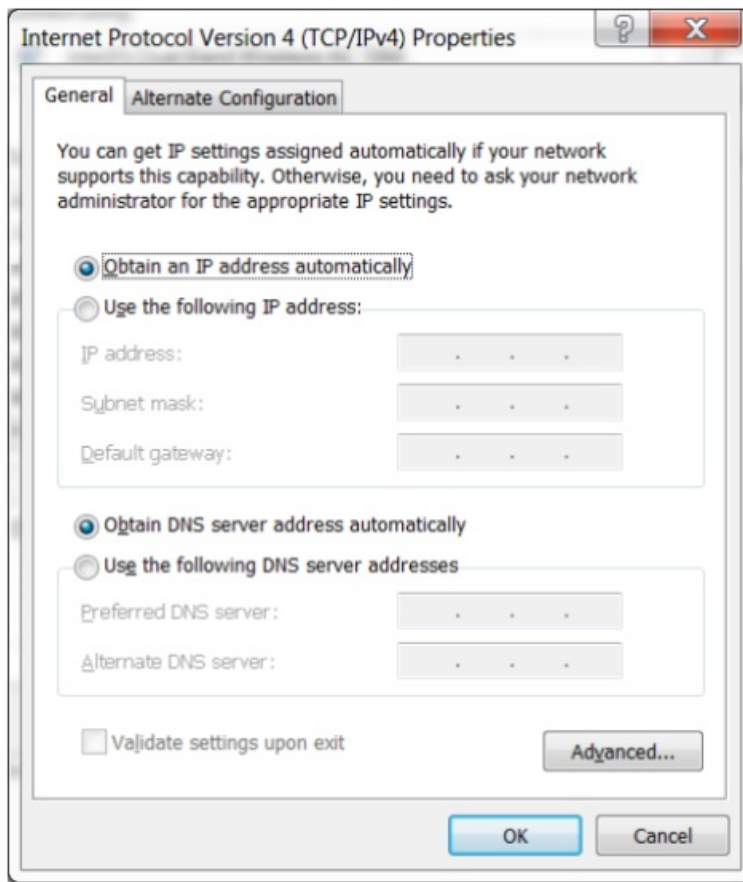 Internet Protocol Version 4 (TCP/IPv4) Properties
General
Alternate Configuration
You can get IP settings assigned automatically if your network
supports this capability. Otherwise, you need to ask your network
administrator for the appropriate IP settings.
Obtain an IP address automatically
Use the following IP address:
IP address:
. . .
Subnet mask:
. . .
Default gateway:
. . .
Obtain DNS server address automatically
Use the following DNS server addresses
Preferred DNS server:
. . .
Alternate DNS server:
. . .
Validate settings upon exit
Advanced...
OK
Cancel